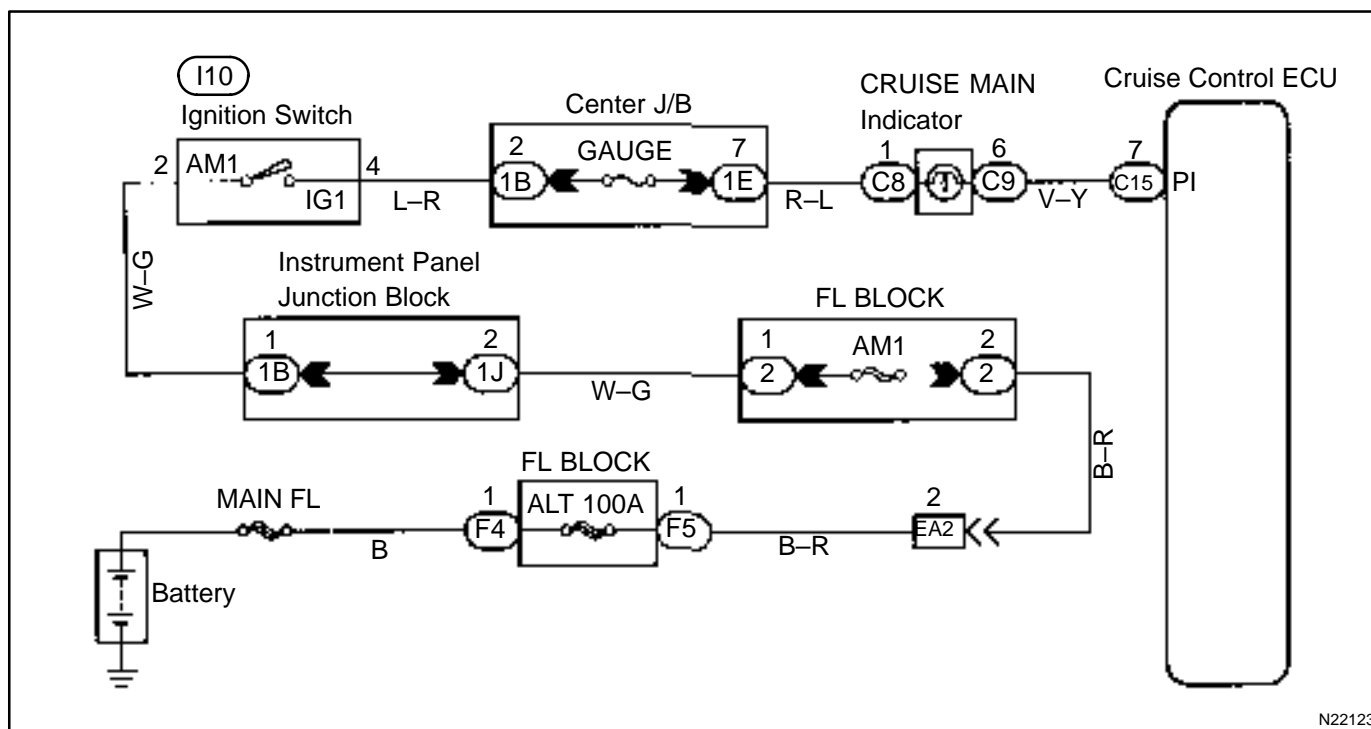 I10
Ignition Switch
Center J/B
CRUISE MAIN
Indicator
Cruise Control ECU
2
AM1
4
IG1
L–R
2
1B
GAUGE
7
1E
R–L
1
C8
6
C9
V–Y
7
C15
PI
W–G
Instrument Panel
Junction Block
1
1B
2
1J
W–G
FL BLOCK
1
2
AM1
2
2
B–R
MAIN FL
B
FL BLOCK
1
F4
ALT 100A
1
F5
B–R
2
EA2
Battery
N22123